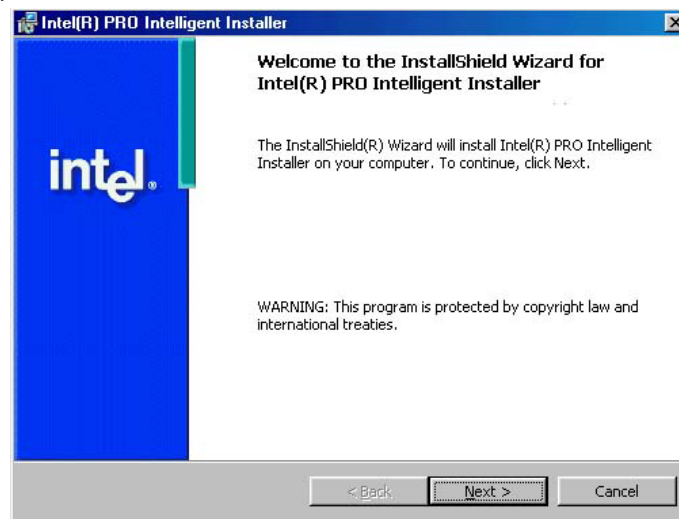 Intel(R) PRO Intelligent Installer
Welcome to the InstallShield Wizard for
Intel(R) PRO Intelligent Installer
The InstallShield(R) Wizard will install Intel(R) PRO Intelligent
Installer on your computer. To continue, click Next.
intel®
WARNING: This program is protected by copyright law and
international treaties.
< Back
Next >
Cancel